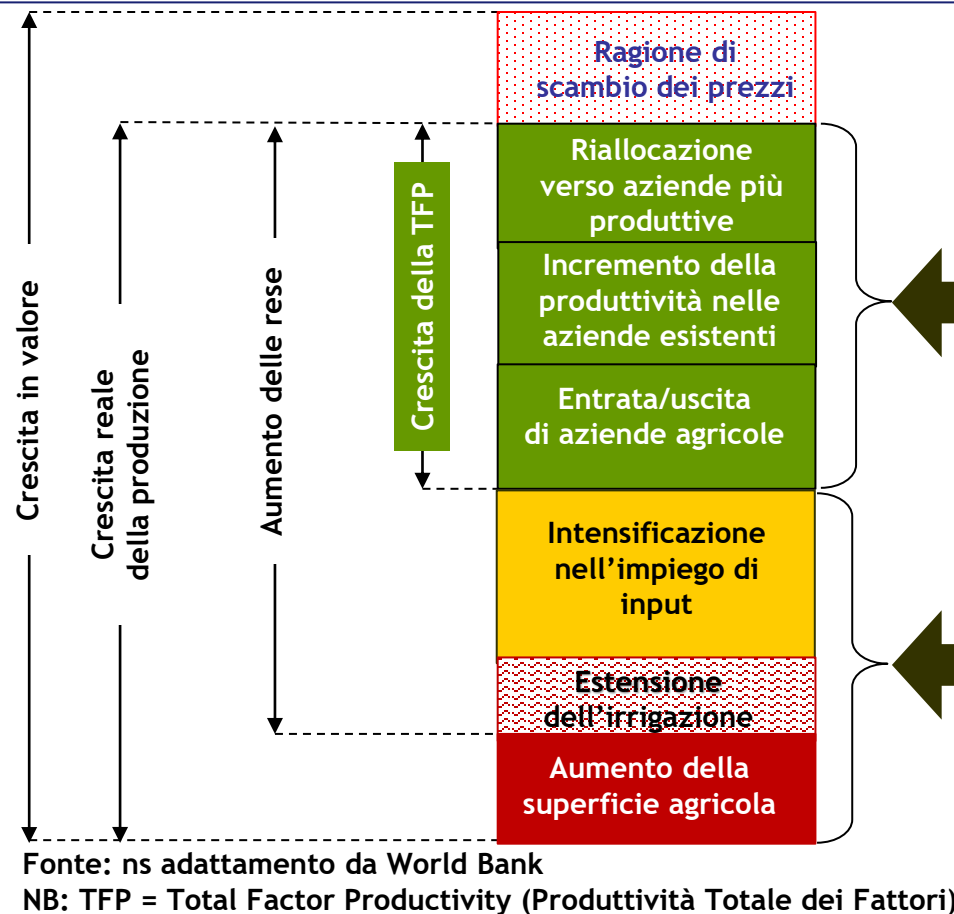 Ragione di
scambio dei prezzi
Riallocazione
verso aziende più
produttive
Incremento della
produttività nelle
aziende esistenti
Entrata/uscita
di aziende agricole
Intensificazione
nell’impiego di
input
Estensione
dell’irrigazione
Aumento della
superficie agricola
Crescita in valore
Crescita reale
della produzione
Aumento delle rese
Crescita della TFP
Fonte: ns adattamento da World Bank
NB: TFP = Total Factor Productivity (Produttività Totale dei Fattori)